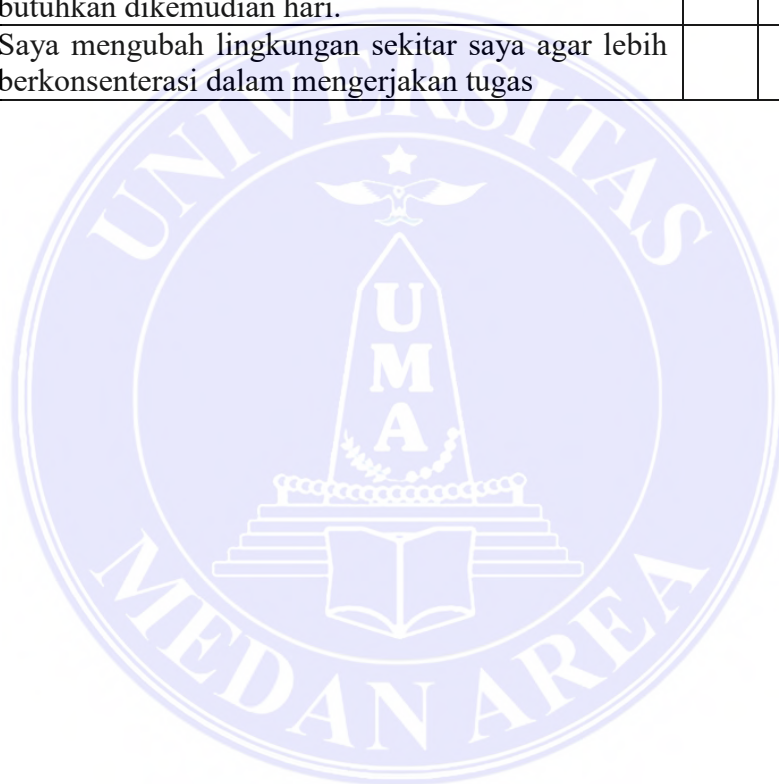 butuhkan dikemudian hari.
Saya mengubah lingkungan sekitar saya agar lebih
berkonsenterasi dalam mengerjakan tugas
UNIVERSITAS
U
M
A
MEDAN AREA